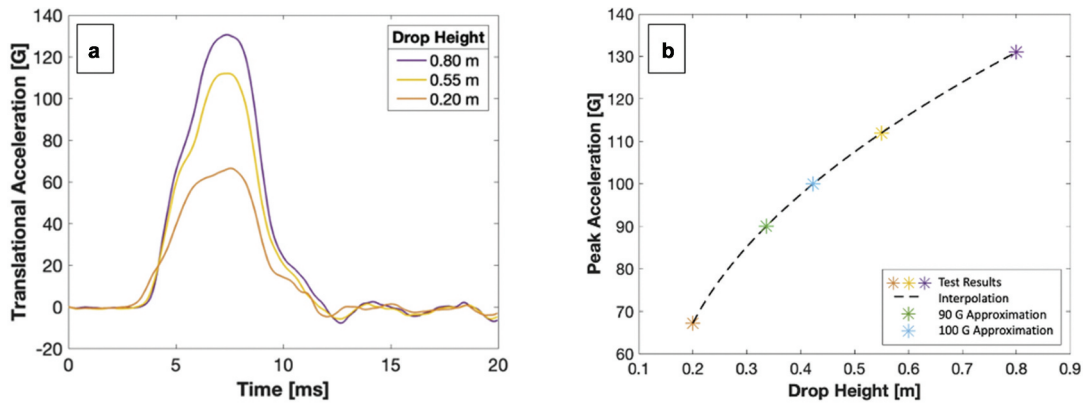 a
Translational Acceleration [G]
140
120
100
80
60
40
20
0
-20
0
5
10
15
20
Time [ms]
Drop Height
0.80 m
0.55 m
0.20 m
b
Peak Acceleration [G]
140
130
120
110
100
90
80
70
60
0.1
0.2
0.3
0.4
0.5
0.6
0.7
0.8
0.9
Drop Height [m]
Test Results
Interpolation
90 G Approximation
100 G Approximation